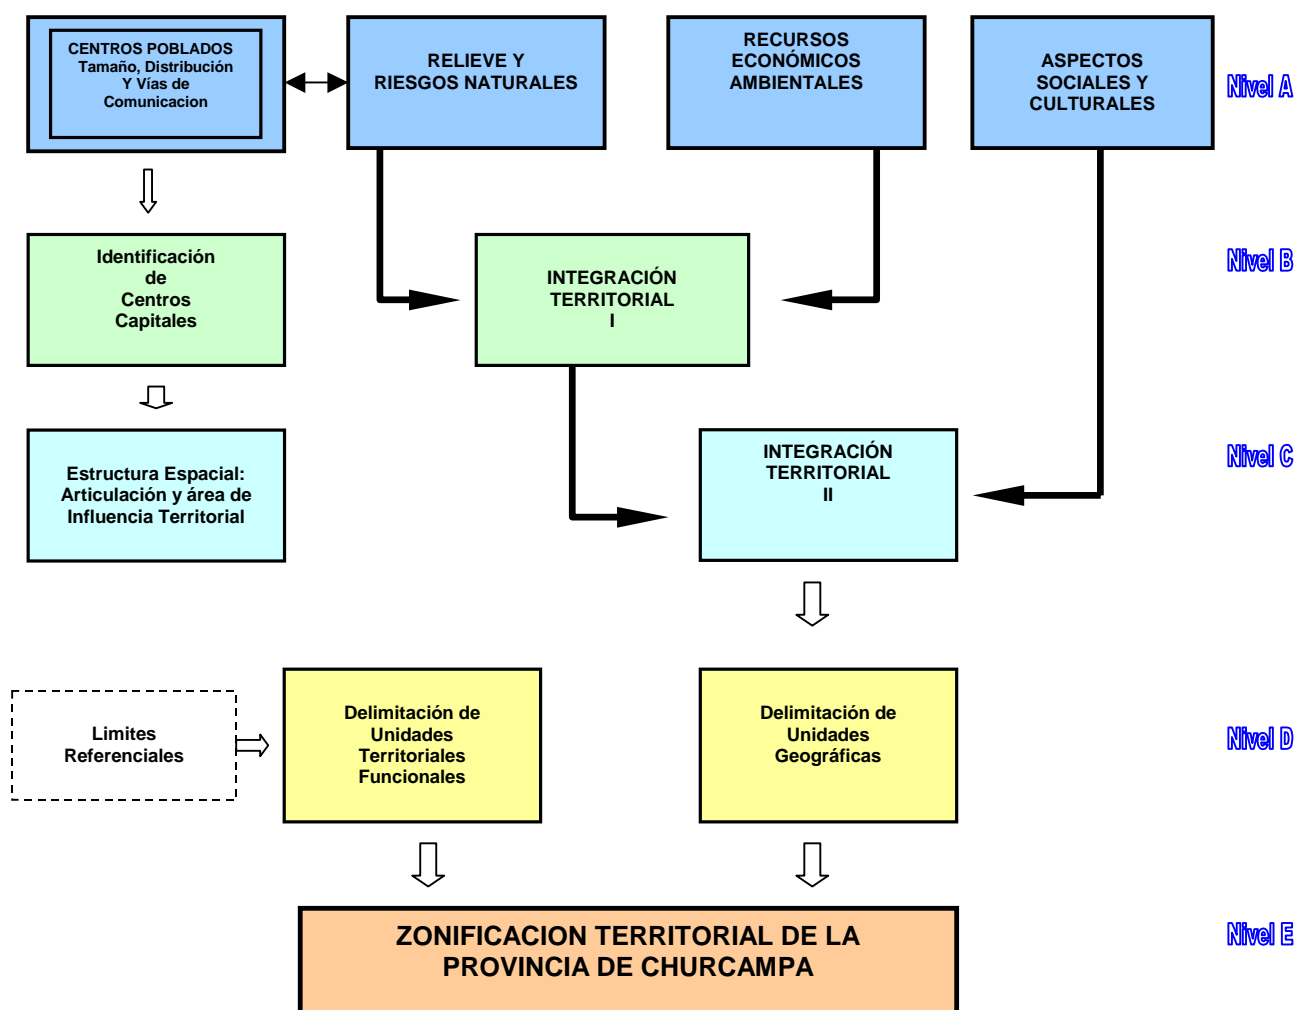 CENTROS POBLADOS
Tamaño, Distribución
Y Vías de
Comunicacion
RELIEVE Y
RIESGOS NATURALES
RECURSOS
ECONÓMICOS
AMBIENTALES
ASPECTOS
SOCIALES Y
CULTURALES
Nivel A
Identificación
de
Centros
Capitales
INTEGRACIÓN
TERRITORIAL
I
Nivel B
Estructura Espacial:
Articulación y área de
Influencia Territorial
INTEGRACIÓN
TERRITORIAL
II
Nivel C
Limites
Referenciales
Delimitación de
Unidades
Territoriales
Funcionales
Delimitación de
Unidades
Geográficas
Nivel D
ZONIFICACION TERRITORIAL DE LA
PROVINCIA DE CHURCAMPA
Nivel E